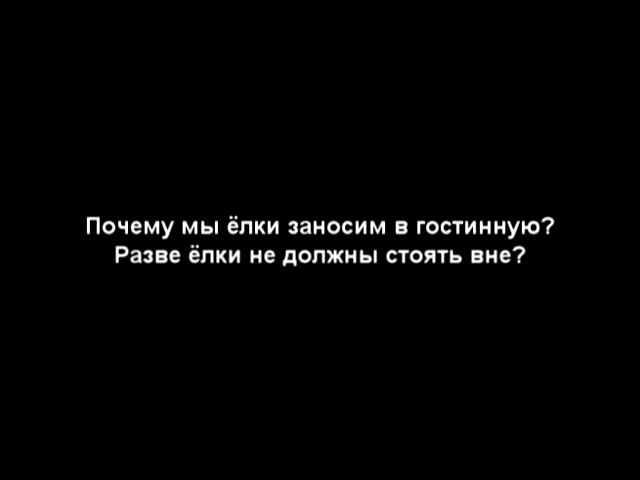 Почему мы ёлки заносим в гостинную?
Разве ёлки не должны стоять вне?